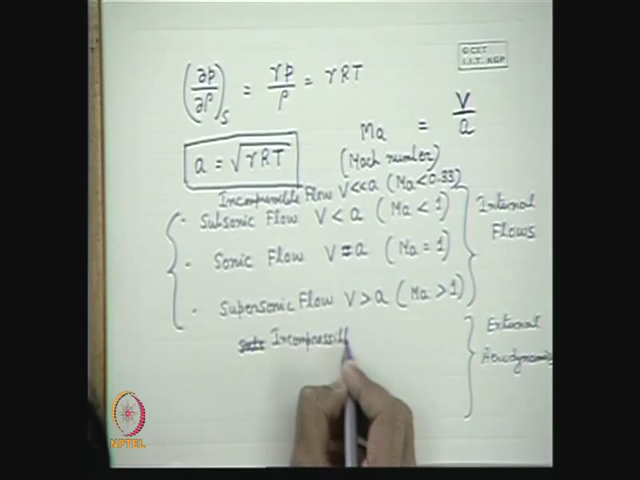 © CET
I.I.T. KGP
(∂p/∂ρ)s = γp/ρ = γRT
Ma = V/a
(Mach number)
a = √γRT
Incompressible Flow V<<a (Ma<0.33)
· Subsonic Flow V < a (Ma < 1)
· Sonic Flow V = a (Ma = 1)
· Supersonic Flow V > a (Ma > 1)
Internal
Flows
Incompressibl
External
Aerodynamics
NPTEL